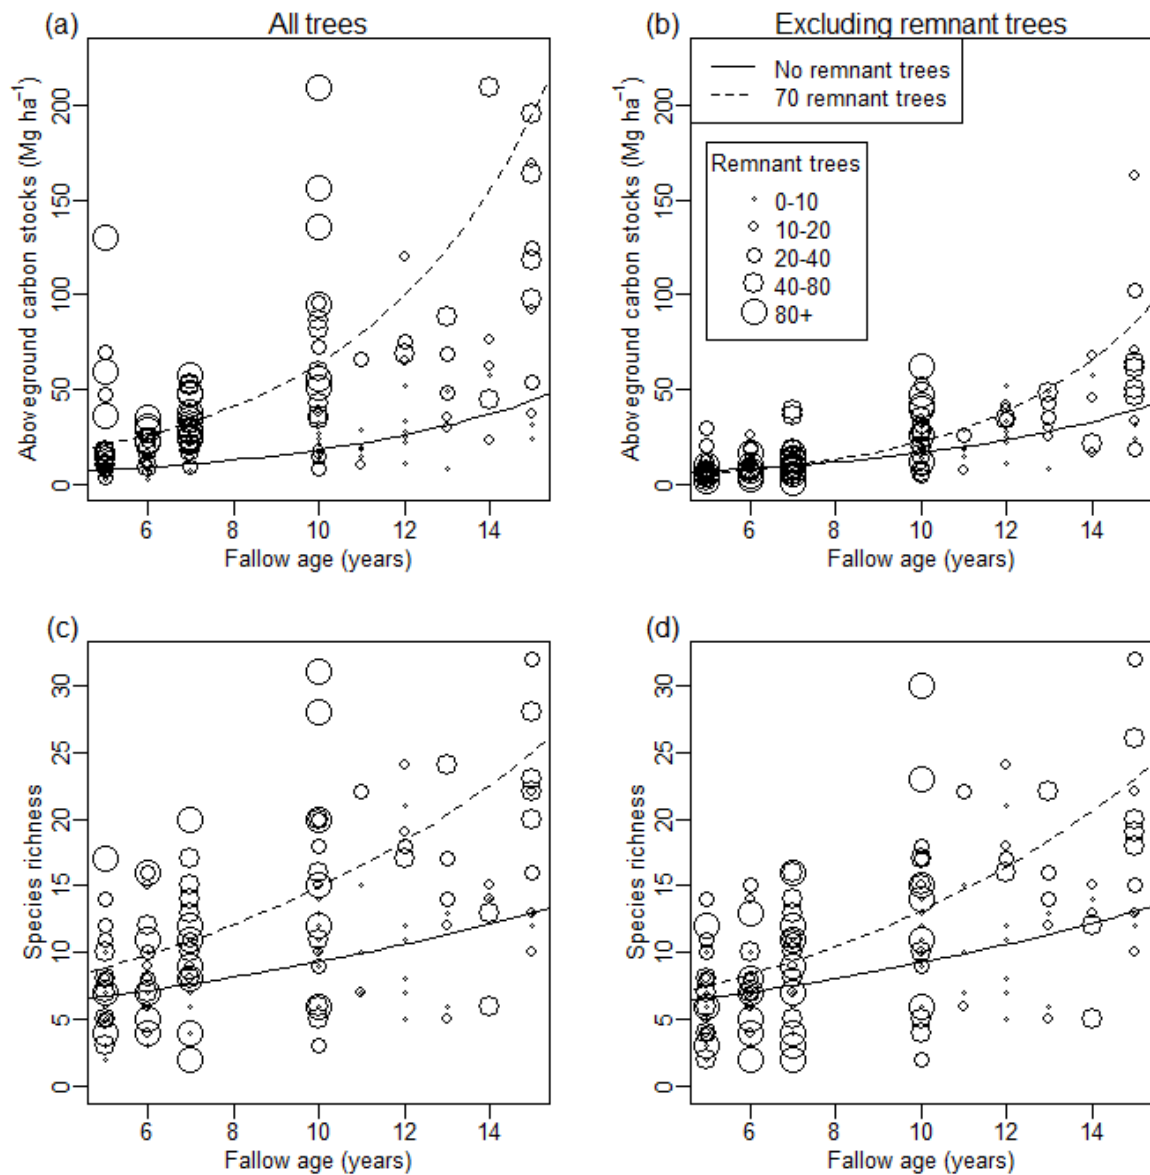 (a) All trees
(b) Excluding remnant trees
Aboveground carbon stocks (Mg ha⁻¹)
0 50 100 150 200
6 8 10 12 14
Fallow age (years)
Aboveground carbon stocks (Mg ha⁻¹)
0 50 100 150 200
No remnant trees
70 remnant trees
Remnant trees
0-10
10-20
20-40
40-80
80+
6 8 10 12 14
Fallow age (years)
(c)
Species richness
0 5 10 15 20 25 30
6 8 10 12 14
Fallow age (years)
(d)
Species richness
0 5 10 15 20 25 30
6 8 10 12 14
Fallow age (years)